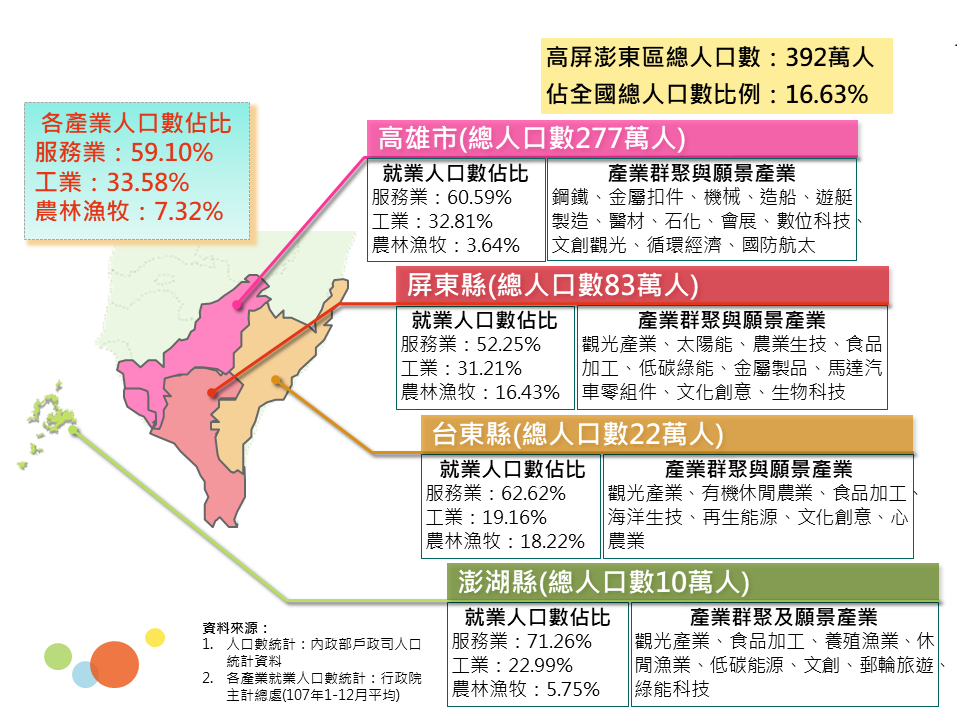 高屏澎東區總人口數：392萬人
佔全國總人口數比例：16.63%
各產業人口數佔比
服務業：59.10%
工業：33.58%
農林漁牧：7.32%
高雄市(總人口數277萬人)
就業人口數佔比
服務業：60.59%
工業：32.81%
農林漁牧：3.64%
產業群聚與願景產業
鋼鐵、金屬扣件、機械、造船、遊艇
製造、醫材、石化、會展、數位科技、
文創觀光、循環經濟、國防航太
屏東縣(總人口數83萬人)
就業人口數佔比
服務業：52.25%
工業：31.21%
農林漁牧：16.43%
產業群聚與願景產業
觀光產業、太陽能、農業生技、食品
加工、低碳綠能、金屬製品、馬達汽
車零組件、文化創意、生物科技
台東縣(總人口數22萬人)
就業人口數佔比
服務業：62.62%
工業：19.16%
農林漁牧：18.22%
產業群聚與願景產業
觀光產業、有機休閒農業、食品加工、
海洋生技、再生能源、文化創意、心
農業
澎湖縣(總人口數10萬人)
就業人口數佔比
服務業：71.26%
工業：22.99%
農林漁牧：5.75%
產業群聚及願景產業
觀光產業、食品加工、養殖漁業、休
閒漁業、低碳能源、文創、郵輪旅遊、
綠能科技
資料來源：
1. 人口數統計：內政部戶政司人口
統計資料
2. 各產業就業人口數統計：行政院
主計總處(107年1-12月平均)